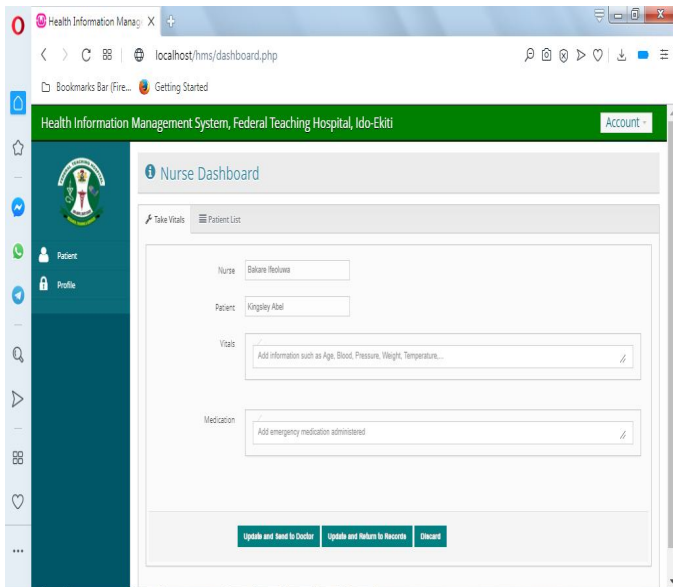 Health Information Manag
localhost/hms/dashboard.php
Bookmarks Bar (Fire... Getting Started
Health Information Management System, Federal Teaching Hospital, Ido-Ekiti
Account
Nurse Dashboard
Take Vitals Patient List
Patient
Profile
Nurse Bakare Ifeoluwa
Patient Kingsley Abel
Vitals
Add information such as Age, Blood, Pressure, Weight, Temperature,...
Medication
Add emergency medication administered
Update and Send to Doctor Update and Return to Records Discard